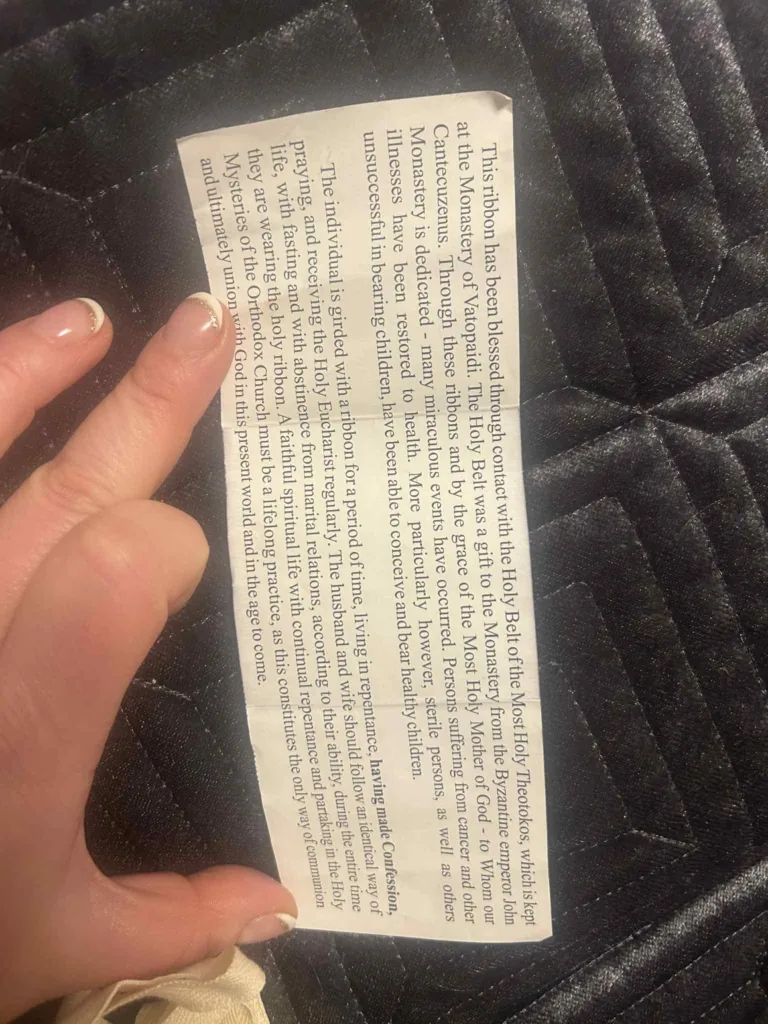 This ribbon has been blessed through contact with the Holy Belt of the Most Holy Theotokos, which is kept
at the Monastery of Vatopaidi. The Holy Belt was a gift to the Monastery from the Byzantine emperor John
Cantecuzenus. Through these ribbons and by the grace of the Most Holy Mother of God - to Whom our
Monastery is dedicated - many miraculous events have occurred. Persons suffering from cancer and other
illnesses have been restored to health. More particularly however, sterile persons, as well as others
unsuccessful in bearing children, have been able to conceive and bear healthy children.
The individual is girded with a ribbon for a period of time, living in repentance, having made Confession,
praying, and receiving the Holy Eucharist regularly. The husband and wife should follow an identical way of
life, with fasting and with abstinence from marital relations, according to their ability, during the entire time
they are wearing the holy ribbon. A faithful spiritual life with continual repentance and partaking in the Holy
Mysteries of the Orthodox Church must be a lifelong practice, as this constitutes the only way of communion
and ultimately union with God in this present world and in the age to come.